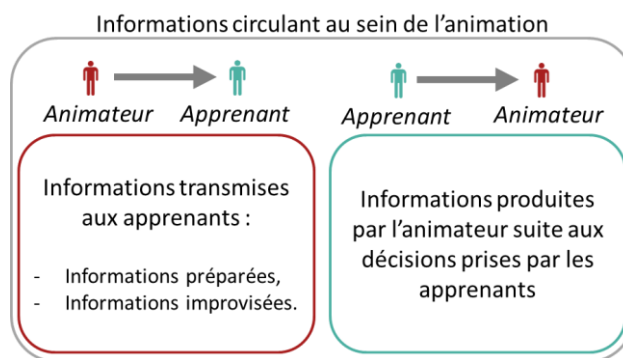 Informations circulant au sein de l'animation
Animateur Apprenant
Apprenant Animateur
Informations transmises
aux apprenants :
- Informations préparées,
- Informations improvisées.
Informations produites
par l'animateur suite aux
décisions prises par les
apprenants